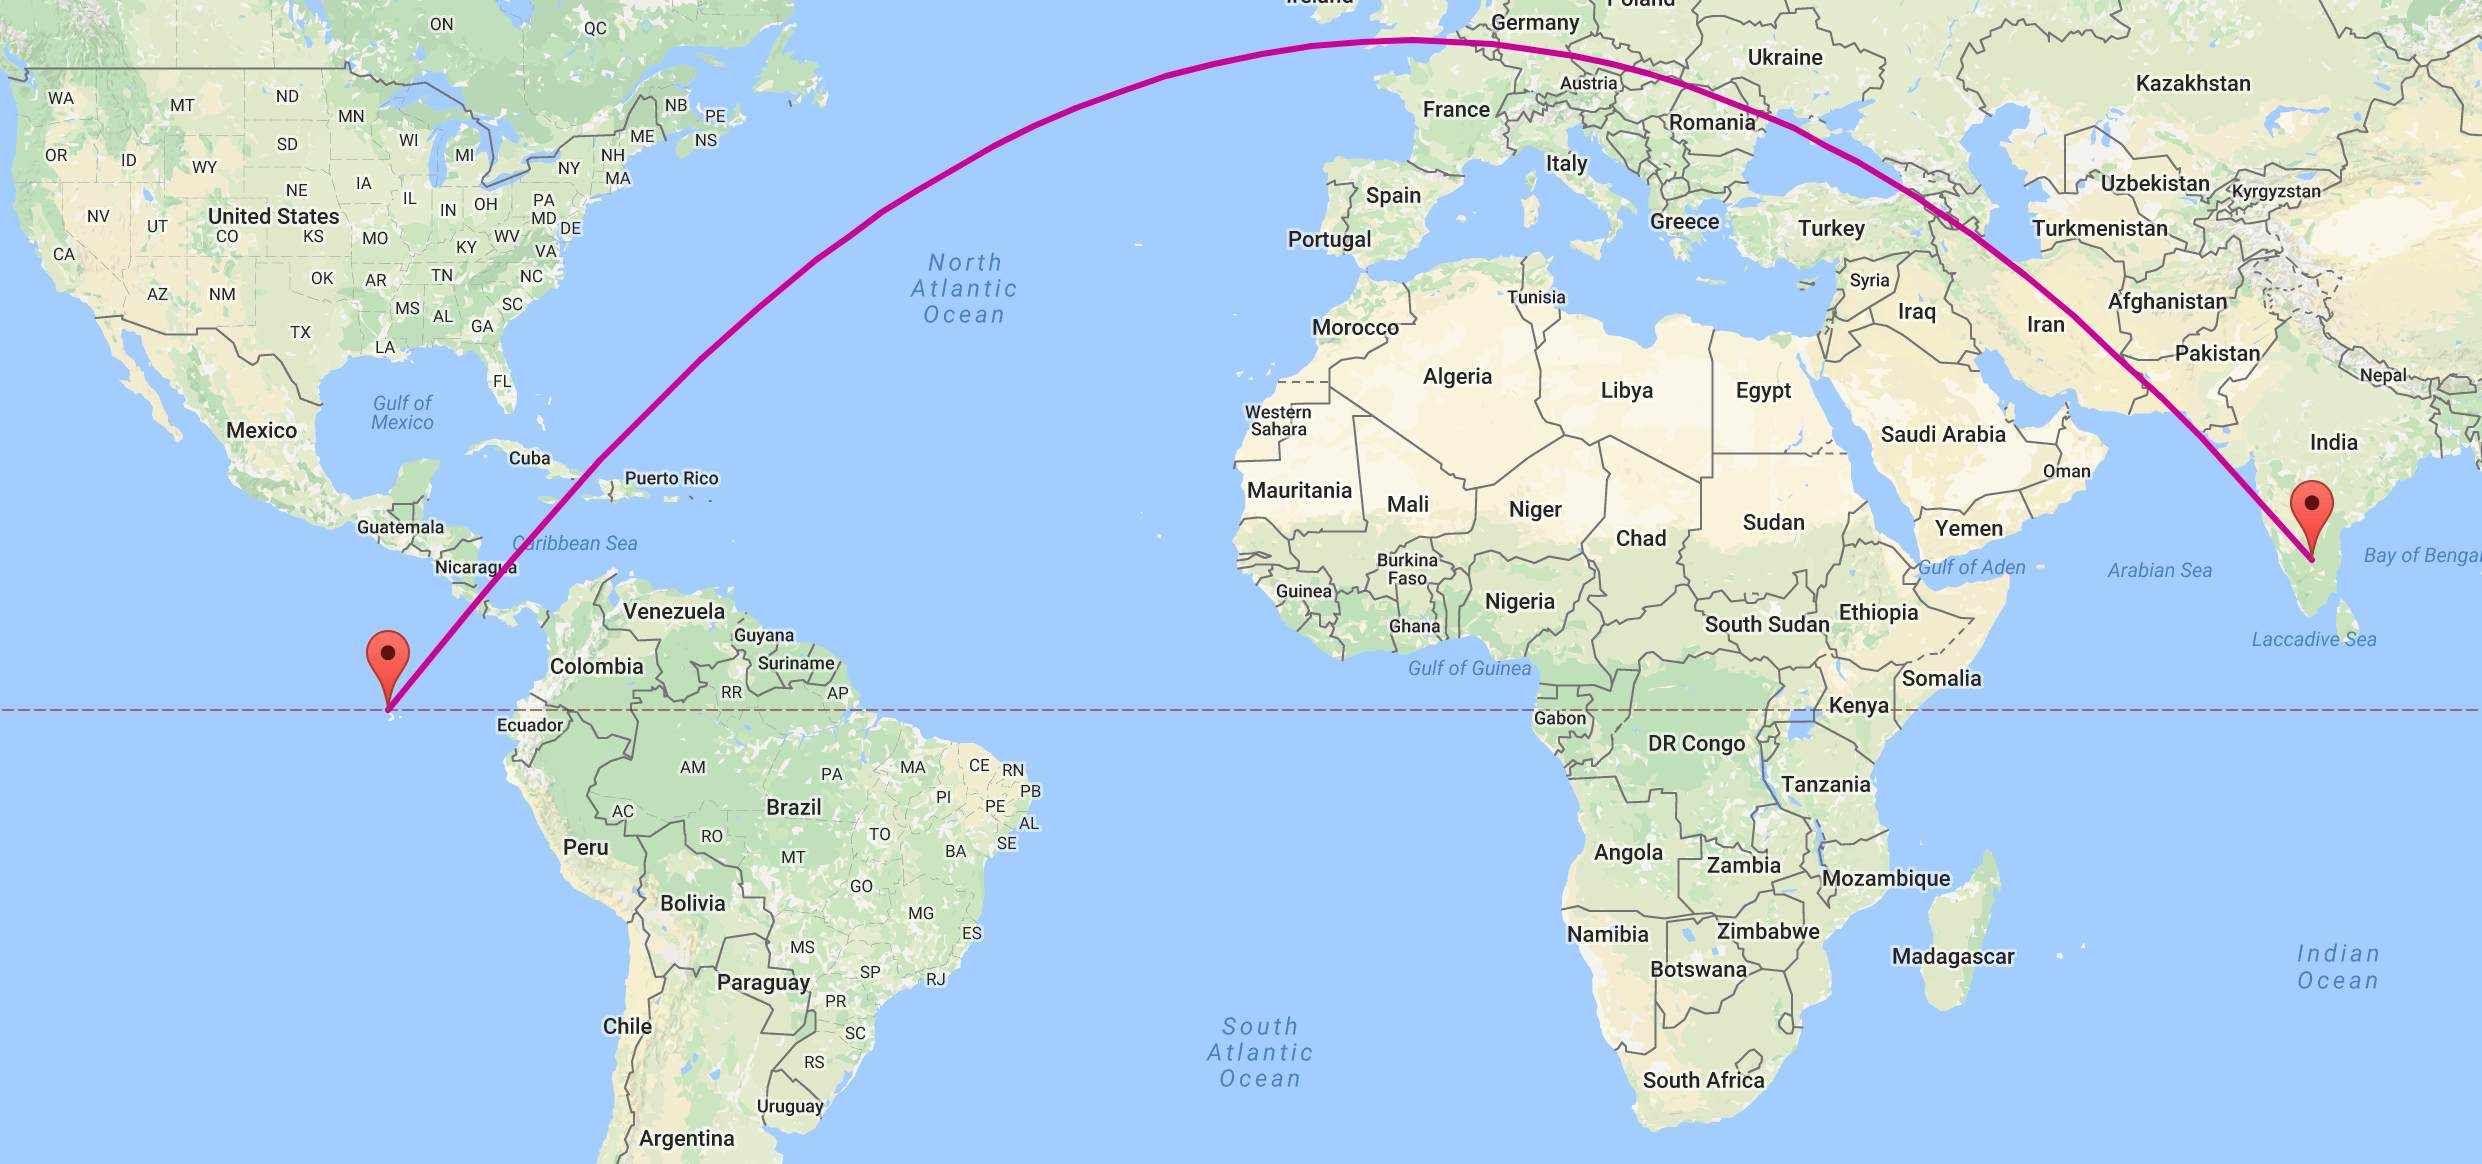 Germany
ON
QC
Ukraine
Kazakhstan
WA
MT
ND
MN
NB
PE
Austria
France
SD
WI
ME
NS
Romania
OR
ID
WY
MI
NH
NY
MA
Italy
NE
IA
IL
IN
OH
PA
MD
DE
Spain
Uzbekistan
Kyrgyzstan
NV
UT
United States
CO
KS
MO
KY
WV
VA
Portugal
Greece
Turkey
Turkmenistan
CA
AZ
NM
OK
AR
TN
NC
North
Atlantic
Ocean
Tunisia
Syria
Iraq
Iran
Afghanistan
TX
MS
AL
GA
SC
LA
FL
Morocco
Pakistan
Nepal
Gulf of
Mexico
Algeria
Libya
Egypt
Western
Sahara
Mexico
Cuba
Puerto Rico
Saudi Arabia
India
Oman
Guatemala
Caribbean Sea
Nicaragua
Mauritania
Mali
Niger
Chad
Sudan
Yemen
Burkina
Faso
Gulf of Aden
Arabian Sea
Bay of Benga
Venezuela
Guyana
Suriname
Colombia
Guinea
Ghana
Nigeria
South Sudan
Ethiopia
Laccadive Sea
RR
AP
Gulf of Guinea
Somalia
Ecuador
Gabon
Kenya
DR Congo
AM
PA
MA
CE
RN
Tanzania
AC
Brazil
PI
PE
PB
AL
Peru
RO
TO
SE
MT
BA
Angola
Zambia
Mozambique
Bolivia
GO
MG
ES
Namibia
Zimbabwe
MS
Paraguay
SP
RJ
Botswana
Madagascar
Indian
Ocean
PR
Chile
SC
South
Atlantic
Ocean
RS
South Africa
Uruguay
Argentina